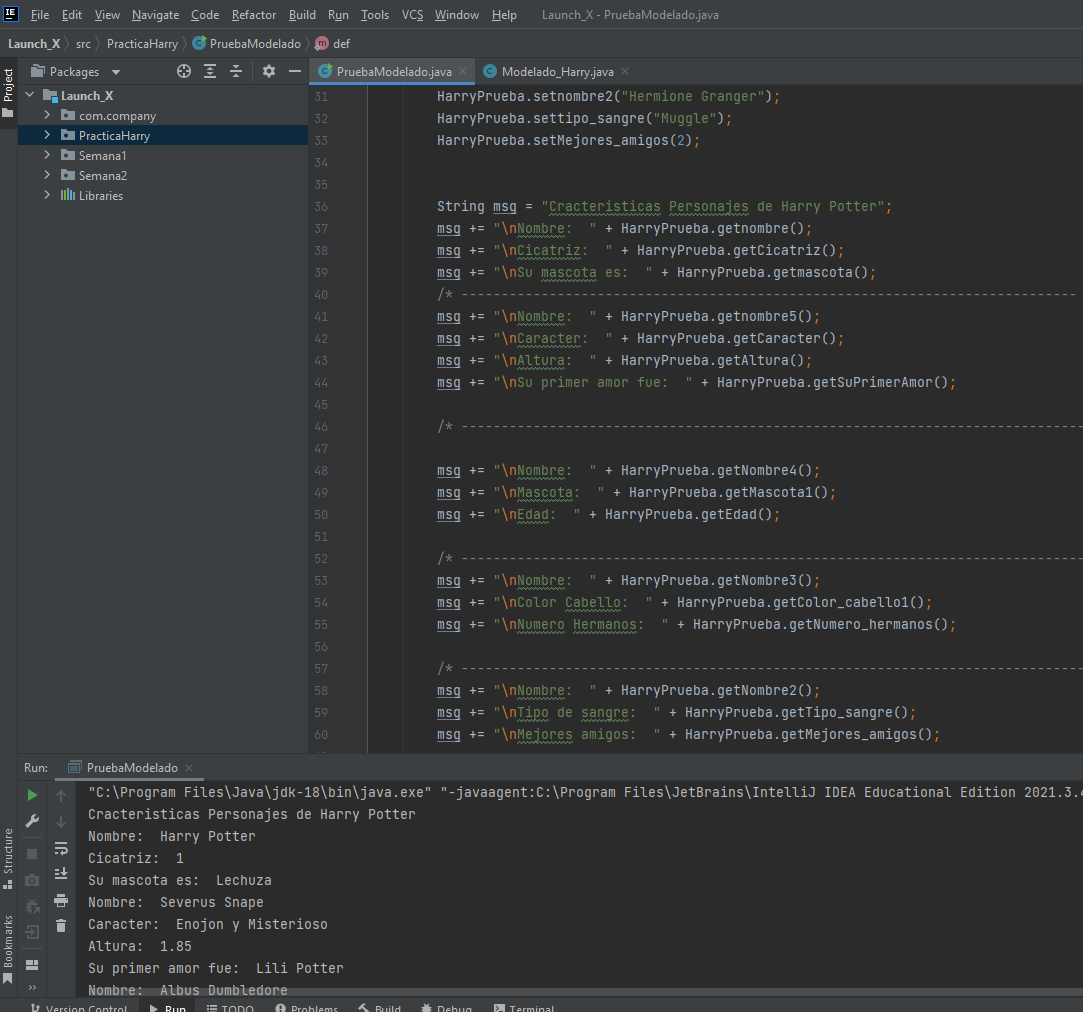 File Edit View Navigate Code Refactor Build Run Tools VCS Window Help Launch_X - PruebaModelado.java
Launch_X src PracticaHarry PruebaModelado def
Project
Packages
PruebaModelado.java
Modelado_Harry.java
Launch_X
com.company
PracticaHarry
Semana1
Semana2
Libraries
31 HarryPrueba.setnombre2("Hermione Granger");
32 HarryPrueba.settipo_sangre("Muggle");
33 HarryPrueba.setMejores_amigos(2);
34
35
36 String msg = "Cracteristicas Personajes de Harry Potter";
37 msg += "\nNombre:  " + HarryPrueba.getnombre();
38 msg += "\nCicatriz:  " + HarryPrueba.getCicatriz();
39 msg += "\nSu mascota es:  " + HarryPrueba.getmascota();
40 /* -----------------------------------------------------------------------------
41 msg += "\nNombre:  " + HarryPrueba.getnombre5();
42 msg += "\nCaracter:  " + HarryPrueba.getCaracter();
43 msg += "\nAltura:  " + HarryPrueba.getAltura();
44 msg += "\nSu primer amor fue:  " + HarryPrueba.getSuPrimerAmor();
45
46 /* ------------------------------------------------------------------------------
47
48 msg += "\nNombre:  " + HarryPrueba.getNombre4();
49 msg += "\nMascota:  " + HarryPrueba.getMascota1();
50 msg += "\nEdad:  " + HarryPrueba.getEdad();
51
52 /* ------------------------------------------------------------------------------
53 msg += "\nNombre:  " + HarryPrueba.getNombre3();
54 msg += "\nColor Cabello:  " + HarryPrueba.getColor_cabello1();
55 msg += "\nNumero Hermanos:  " + HarryPrueba.getNumero_hermanos();
56
57 /* ------------------------------------------------------------------------------
58 msg += "\nNombre:  " + HarryPrueba.getNombre2();
59 msg += "\nTipo de sangre:  " + HarryPrueba.getTipo_sangre();
60 msg += "\nMejores amigos:  " + HarryPrueba.getMejores_amigos();
Run: PruebaModelado
"C:\Program Files\Java\jdk-18\bin\java.exe" "-javaagent:C:\Program Files\JetBrains\IntelliJ IDEA Educational Edition 2021.3.4
Cracteristicas Personajes de Harry Potter
Nombre:  Harry Potter
Cicatriz:  1
Su mascota es:  Lechuza
Nombre:  Severus Snape
Caracter:  Enojon y Misterioso
Altura:  1.85
Su primer amor fue:  Lili Potter
Nombre:  Albus Dumbledore
Structure
Bookmarks
Version Control Run TODO Problems Build Debug Terminal